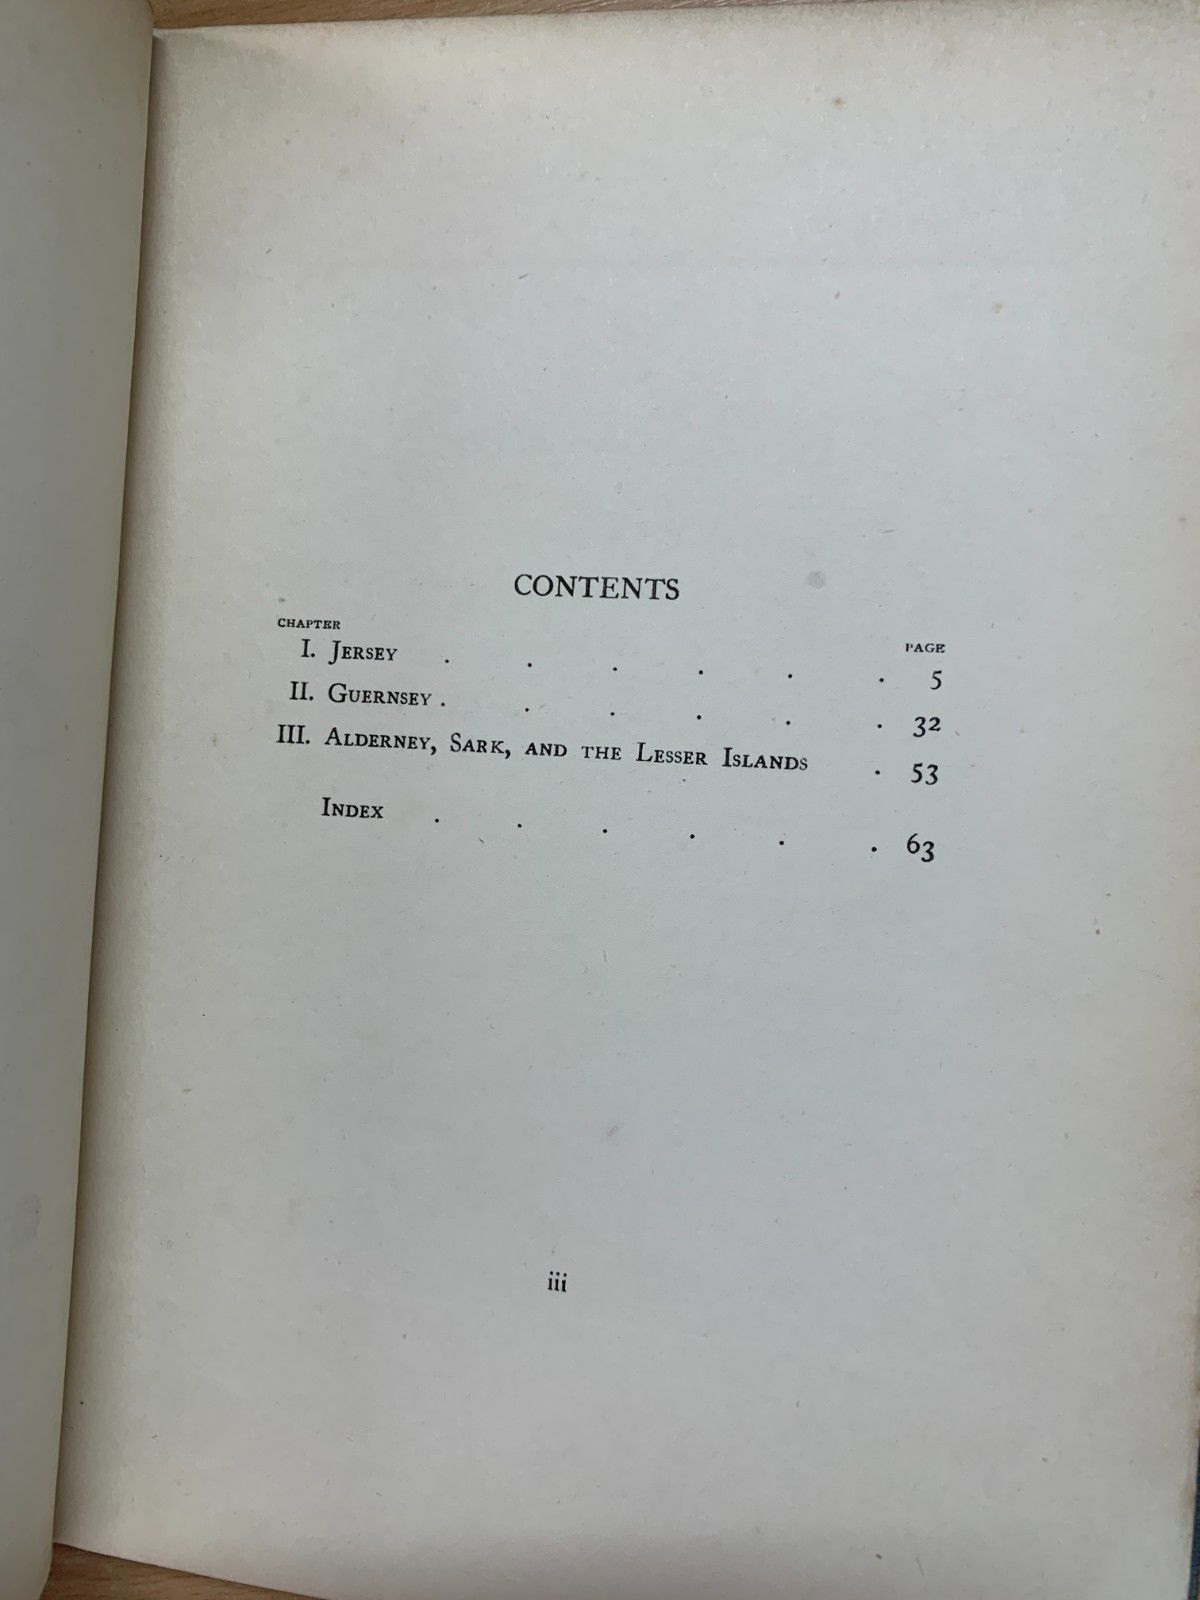 CONTENTS
CHAPTER PAGE
I. JERSEY . . . . . . 5
II. GUERNSEY . . . . . . 32
III. ALDERNEY, SARK, AND THE LESSER ISLANDS . 53
INDEX . . . . . . 63
iii